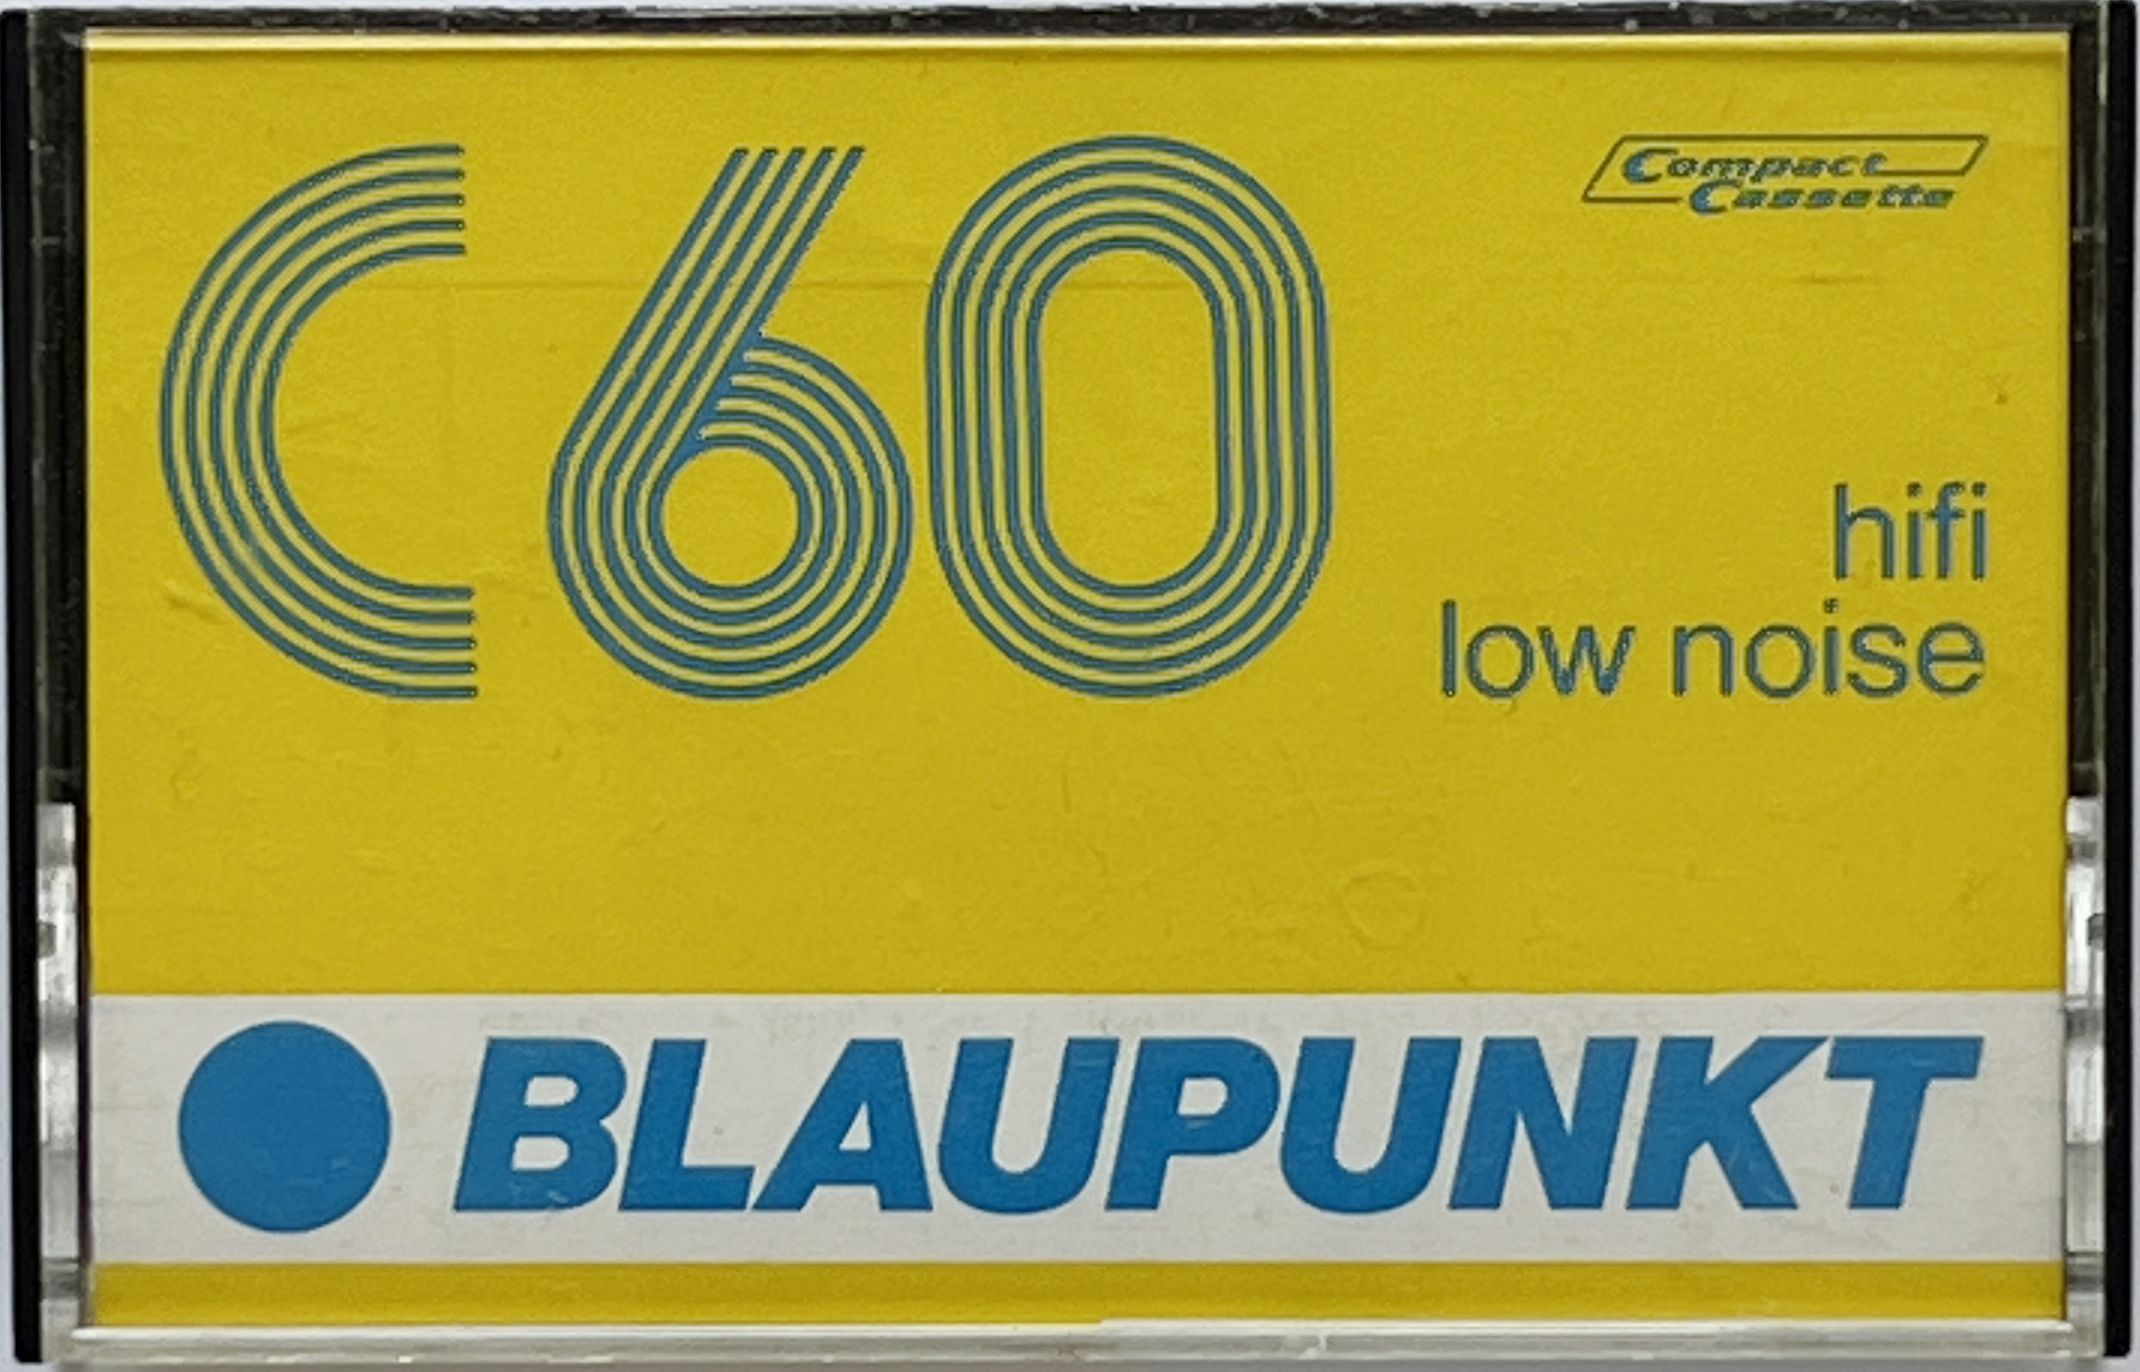 C60
Compact
Cassette
hifi
low noise
BLAUPUNKT